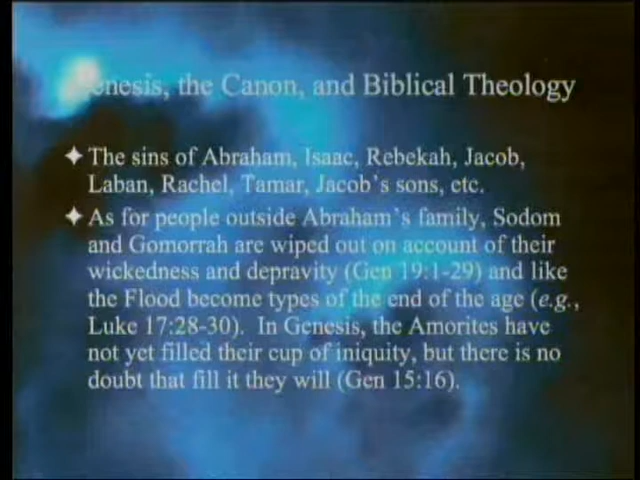 Genesis, the Canon, and Biblical Theology
✦ The sins of Abraham, Isaac, Rebekah, Jacob,
Laban, Rachel, Tamar, Jacob's sons, etc.
✦ As for people outside Abraham's family, Sodom
and Gomorrah are wiped out on account of their
wickedness and depravity (Gen 19:1-29) and like
the Flood become types of the end of the age (e.g.,
Luke 17:28-30). In Genesis, the Amorites have
not yet filled their cup of iniquity, but there is no
doubt that fill it they will (Gen 15:16).